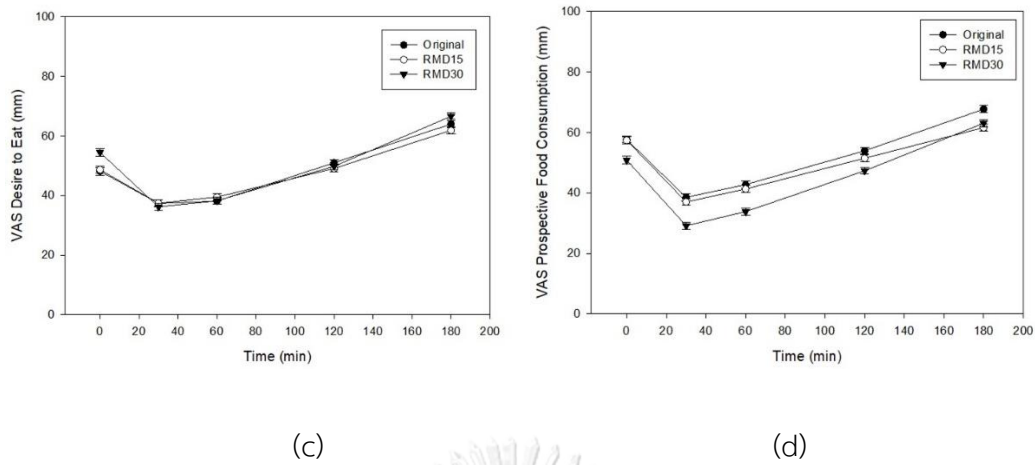 VAS Desire to Eat (mm)
100
80
60
40
20
0
Original
RMD15
RMD30
0 20 40 60 80 100 120 140 160 180 200
Time (min)
(c)
VAS Prospective Food Consumption (mm)
100
80
60
40
20
0
Original
RMD15
RMD30
0 20 40 60 80 100 120 140 160 180 200
Time (min)
(d)